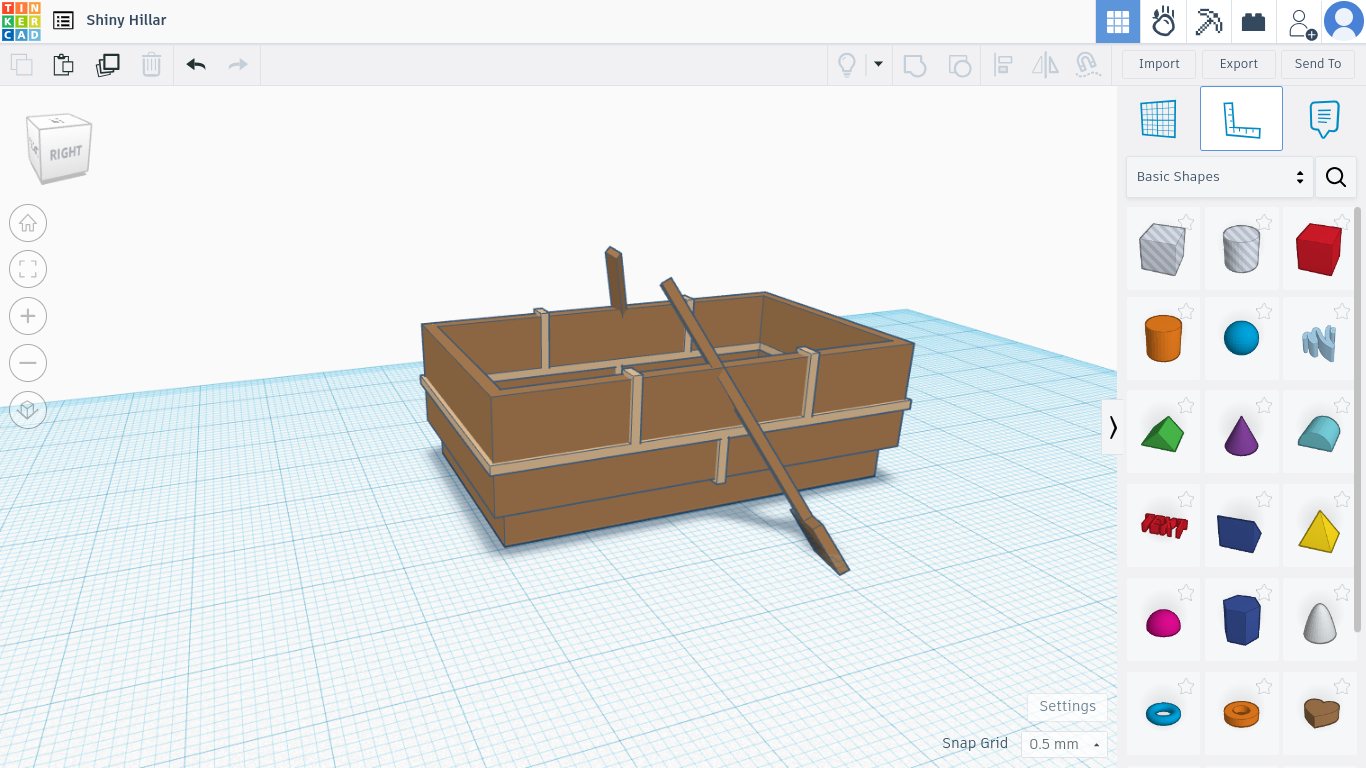 TIN
KER
CAD
Shiny Hillar
Import
Export
Send To
RIGHT
Basic Shapes
TEXT
Settings
Snap Grid
0.5 mm